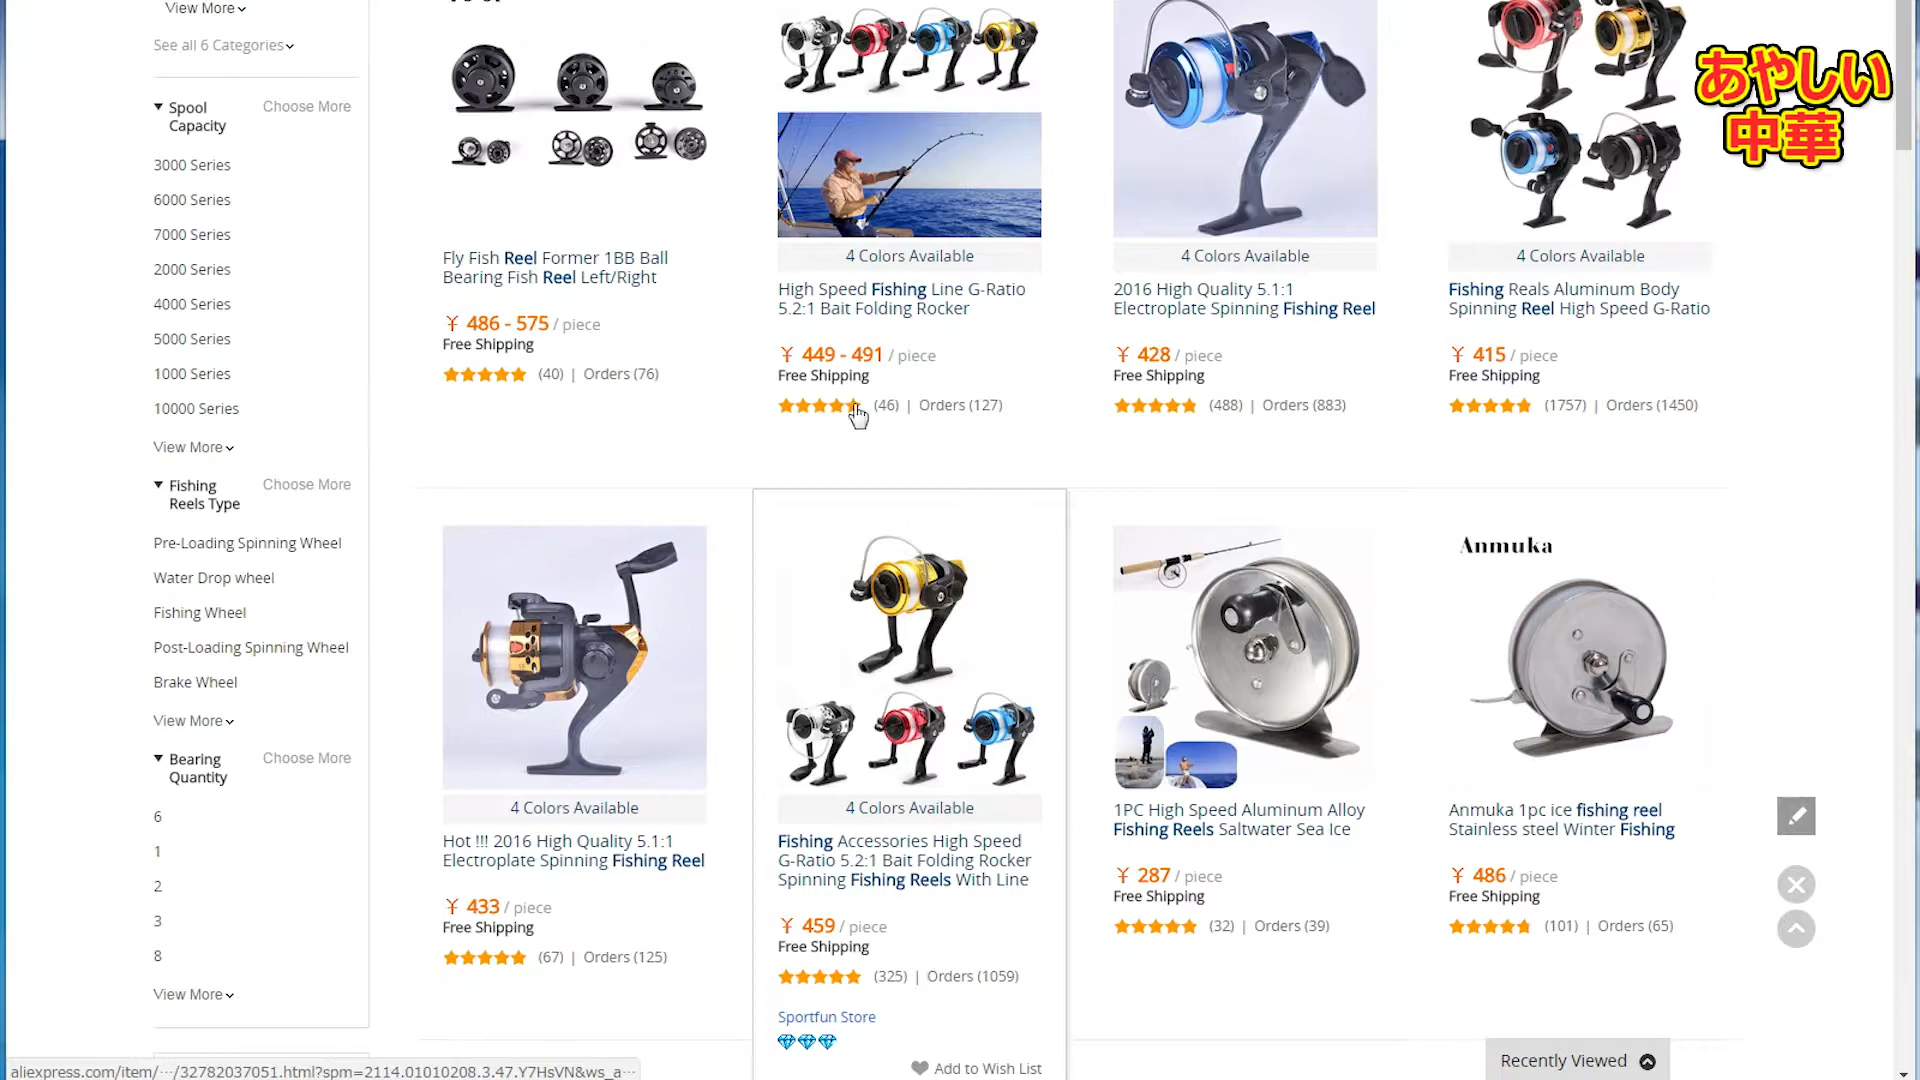 View More
See all 6 Categories
Spool
Capacity
Choose More
3000 Series
6000 Series
7000 Series
2000 Series
4000 Series
5000 Series
1000 Series
10000 Series
View More
Fishing
Reels Type
Choose More
Pre-Loading Spinning Wheel
Water Drop wheel
Fishing Wheel
Post-Loading Spinning Wheel
Brake Wheel
View More
Bearing
Quantity
Choose More
6
1
2
3
8
View More
Fly Fish Reel Former 1BB Ball
Bearing Fish Reel Left/Right
¥ 486 - 575 / piece
Free Shipping
(40) | Orders (76)
4 Colors Available
High Speed Fishing Line G-Ratio
5.2:1 Bait Folding Rocker
¥ 449 - 491 / piece
Free Shipping
(46) | Orders (127)
4 Colors Available
2016 High Quality 5.1:1
Electroplate Spinning Fishing Reel
¥ 428 / piece
Free Shipping
(488) | Orders (883)
4 Colors Available
Fishing Reals Aluminum Body
Spinning Reel High Speed G-Ratio
¥ 415 / piece
Free Shipping
(1757) | Orders (1450)
あやしい
中華
4 Colors Available
Hot !!! 2016 High Quality 5.1:1
Electroplate Spinning Fishing Reel
¥ 433 / piece
Free Shipping
(67) | Orders (125)
4 Colors Available
Fishing Accessories High Speed
G-Ratio 5.2:1 Bait Folding Rocker
Spinning Fishing Reels With Line
¥ 459 / piece
Free Shipping
(325) | Orders (1059)
Sportfun Store
Add to Wish List
1PC High Speed Aluminum Alloy
Fishing Reels Saltwater Sea Ice
¥ 287 / piece
Free Shipping
(32) | Orders (39)
Anmuka
Anmuka 1pc ice fishing reel
Stainless steel Winter Fishing
¥ 486 / piece
Free Shipping
(101) | Orders (65)
Recently Viewed
aliexpress.com/item/···/32782037051.html?spm=2114.01010208.3.47.Y7HsVN&ws_a···